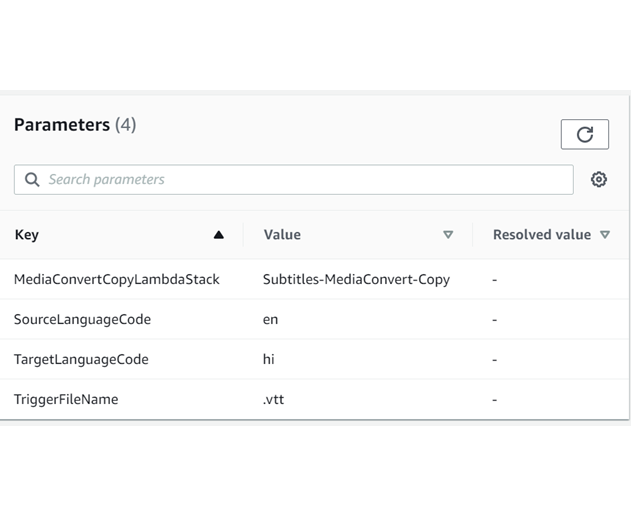 Parameters (4)
Search parameters
Key Value Resolved value
MediaConvertCopyLambdaStack Subtitles-MediaConvert-Copy -
SourceLanguageCode en -
TargetLanguageCode hi -
TriggerFileName .vtt -